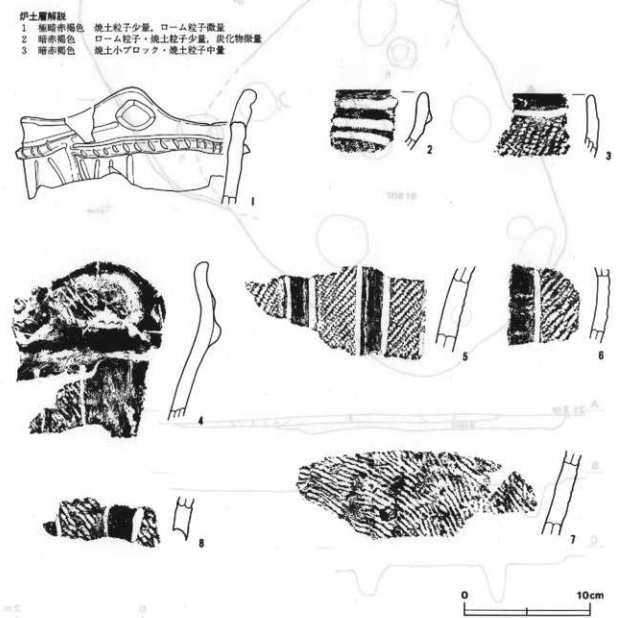 炉土層解説
1 極暗赤褐色 焼土粒子少量，ローム粒子微量
2 暗赤褐色 ローム粒子・焼土粒子少量，炭化物微量
3 暗赤褐色 焼土小ブロック・焼土粒子中量
1
2
3
4
5
6
7
8
0 10cm